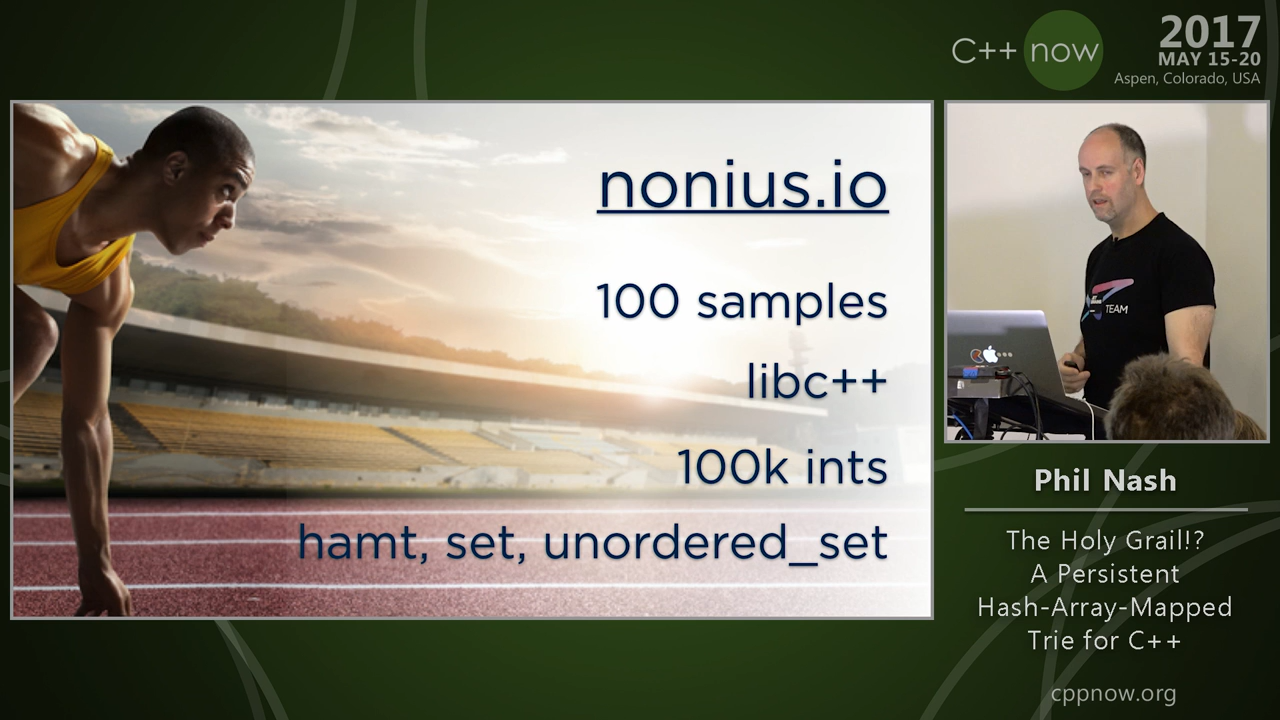 C++ now
2017
MAY 15-20
Aspen, Colorado, USA
nonius.io
100 samples
libc++
100k ints
hamt, set, unordered_set
TEAM
Phil Nash
The Holy Grail!?
A Persistent
Hash-Array-Mapped
Trie for C++
cppnow.org